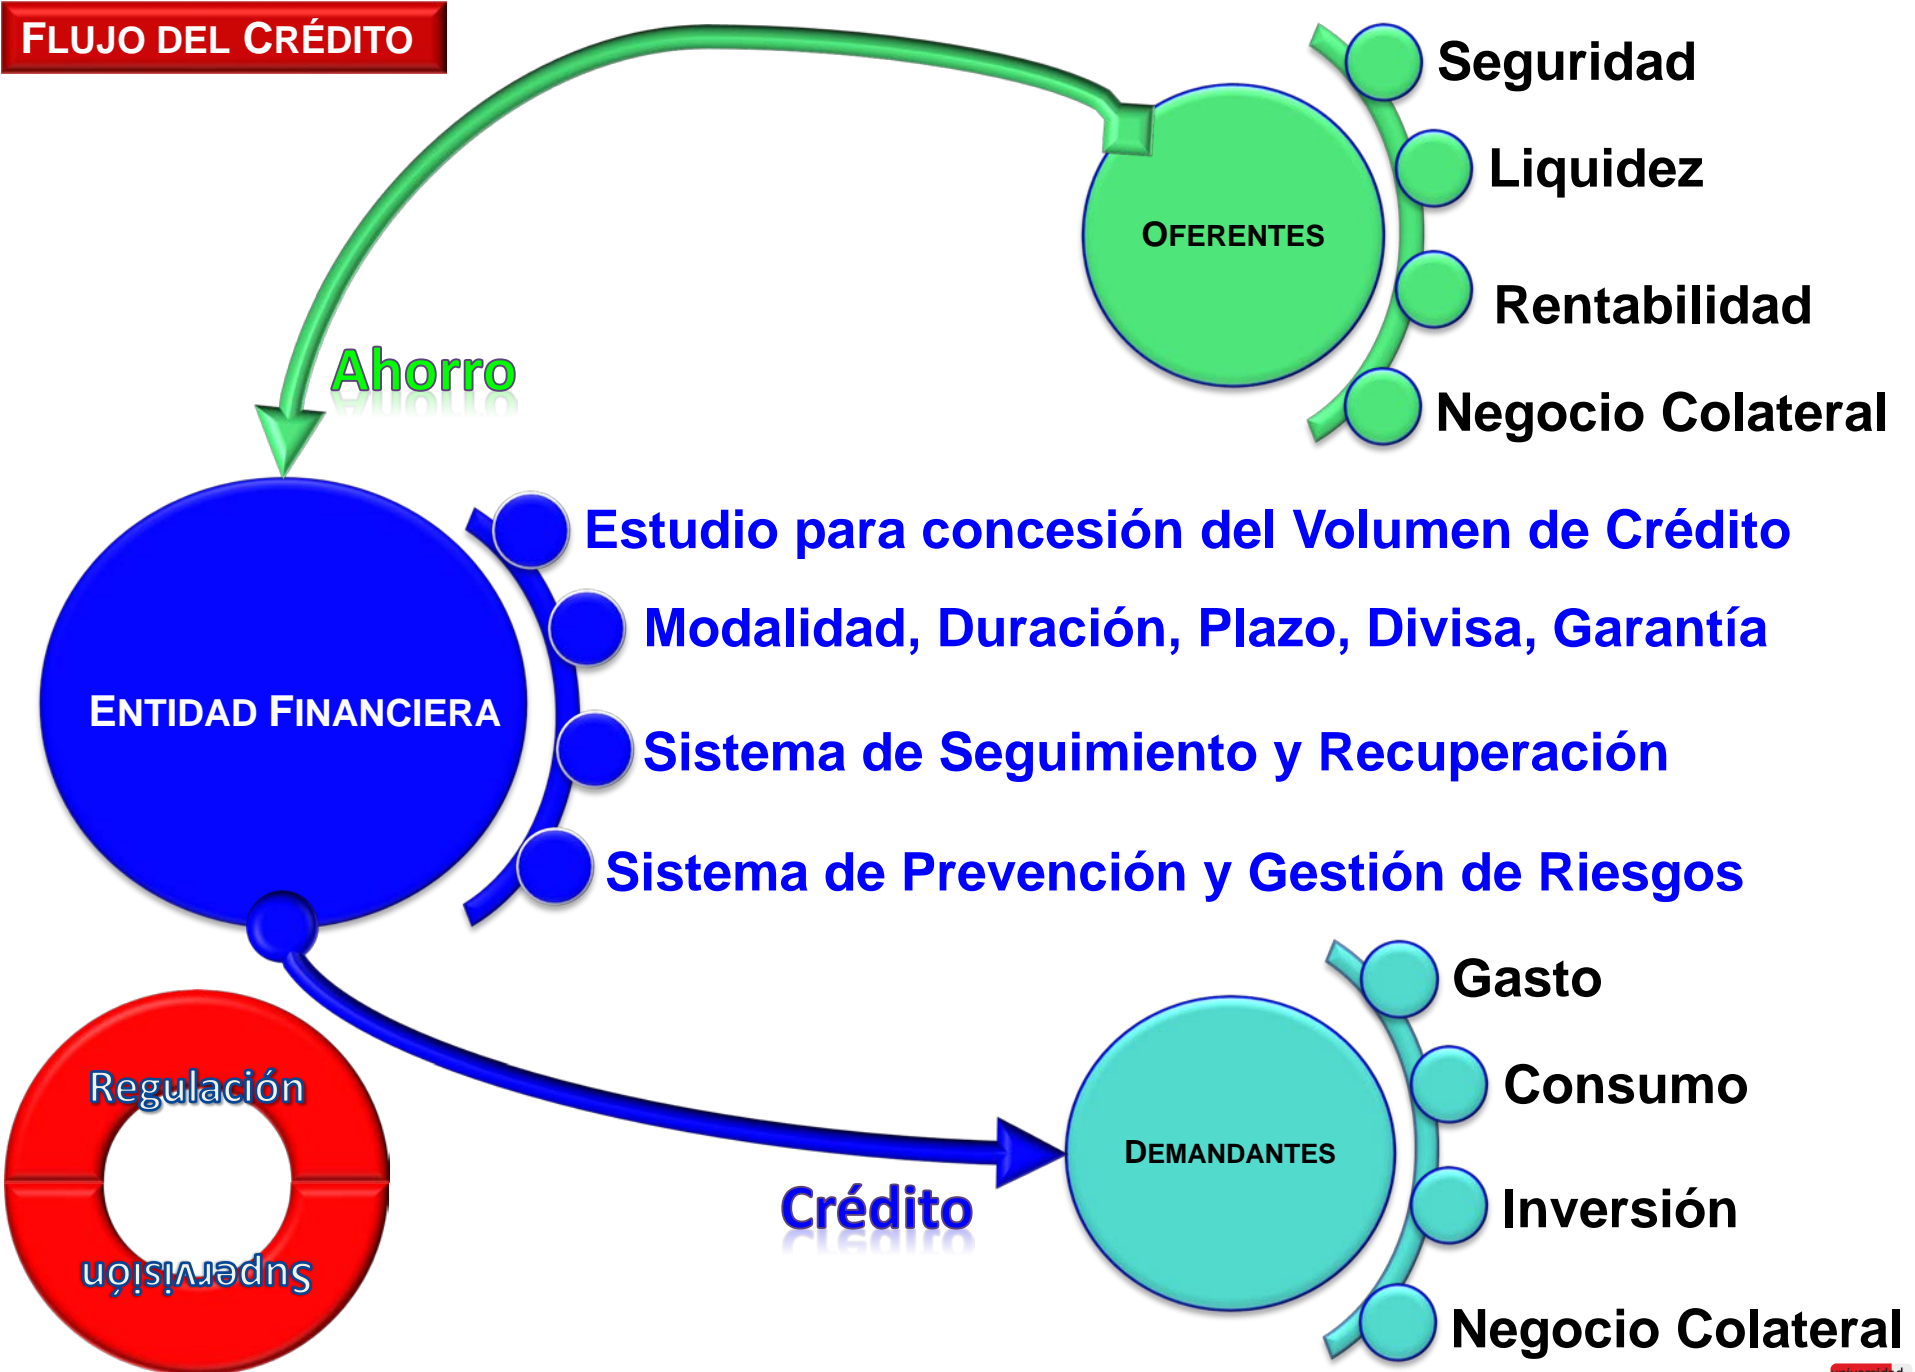 FLUJO DEL CRÉDITO
Seguridad
Liquidez
OFERENTES
Rentabilidad
Ahorro
Negocio Colateral
Estudio para concesión del Volumen de Crédito
Modalidad, Duración, Plazo, Divisa, Garantía
ENTIDAD FINANCIERA
Sistema de Seguimiento y Recuperación
Sistema de Prevención y Gestión de Riesgos
Gasto
Regulación
Consumo
DEMANDANTES
Crédito
Inversión
Supervisión
Negocio Colateral